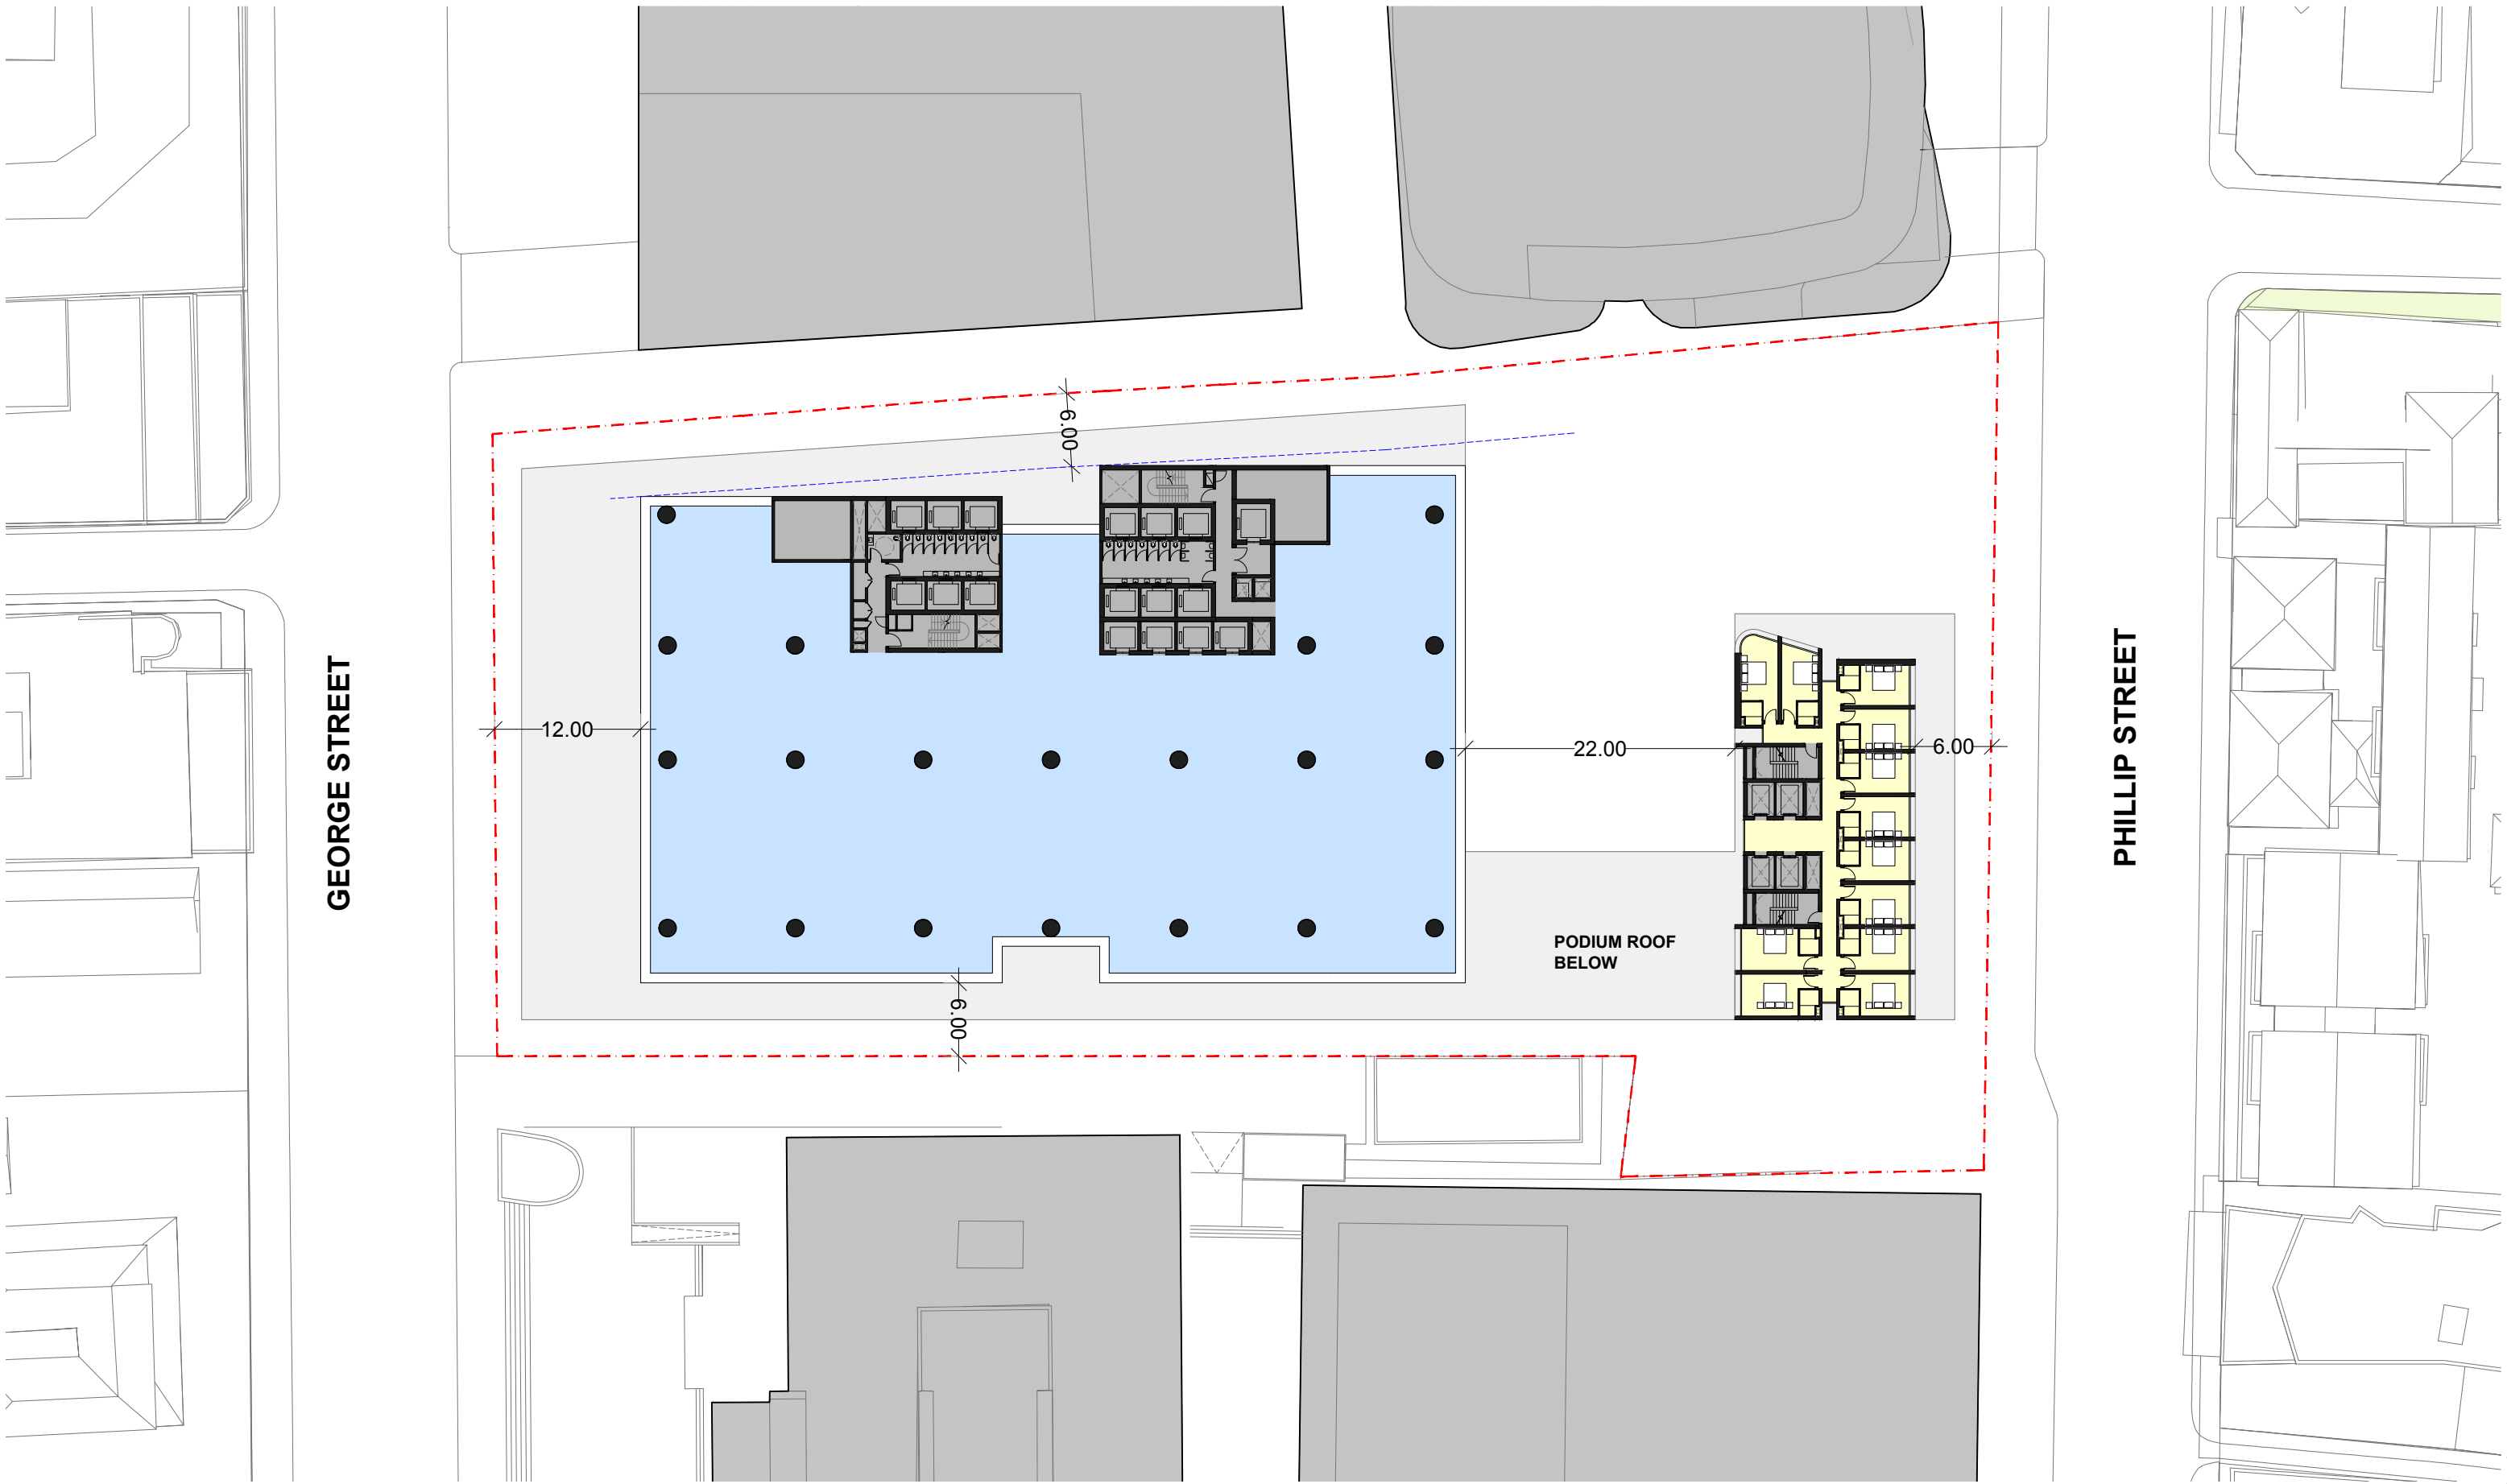 6.00
GEORGE STREET
12.00
22.00
6.00
PHILLIP STREET
PODIUM ROOF
BELOW
6.00